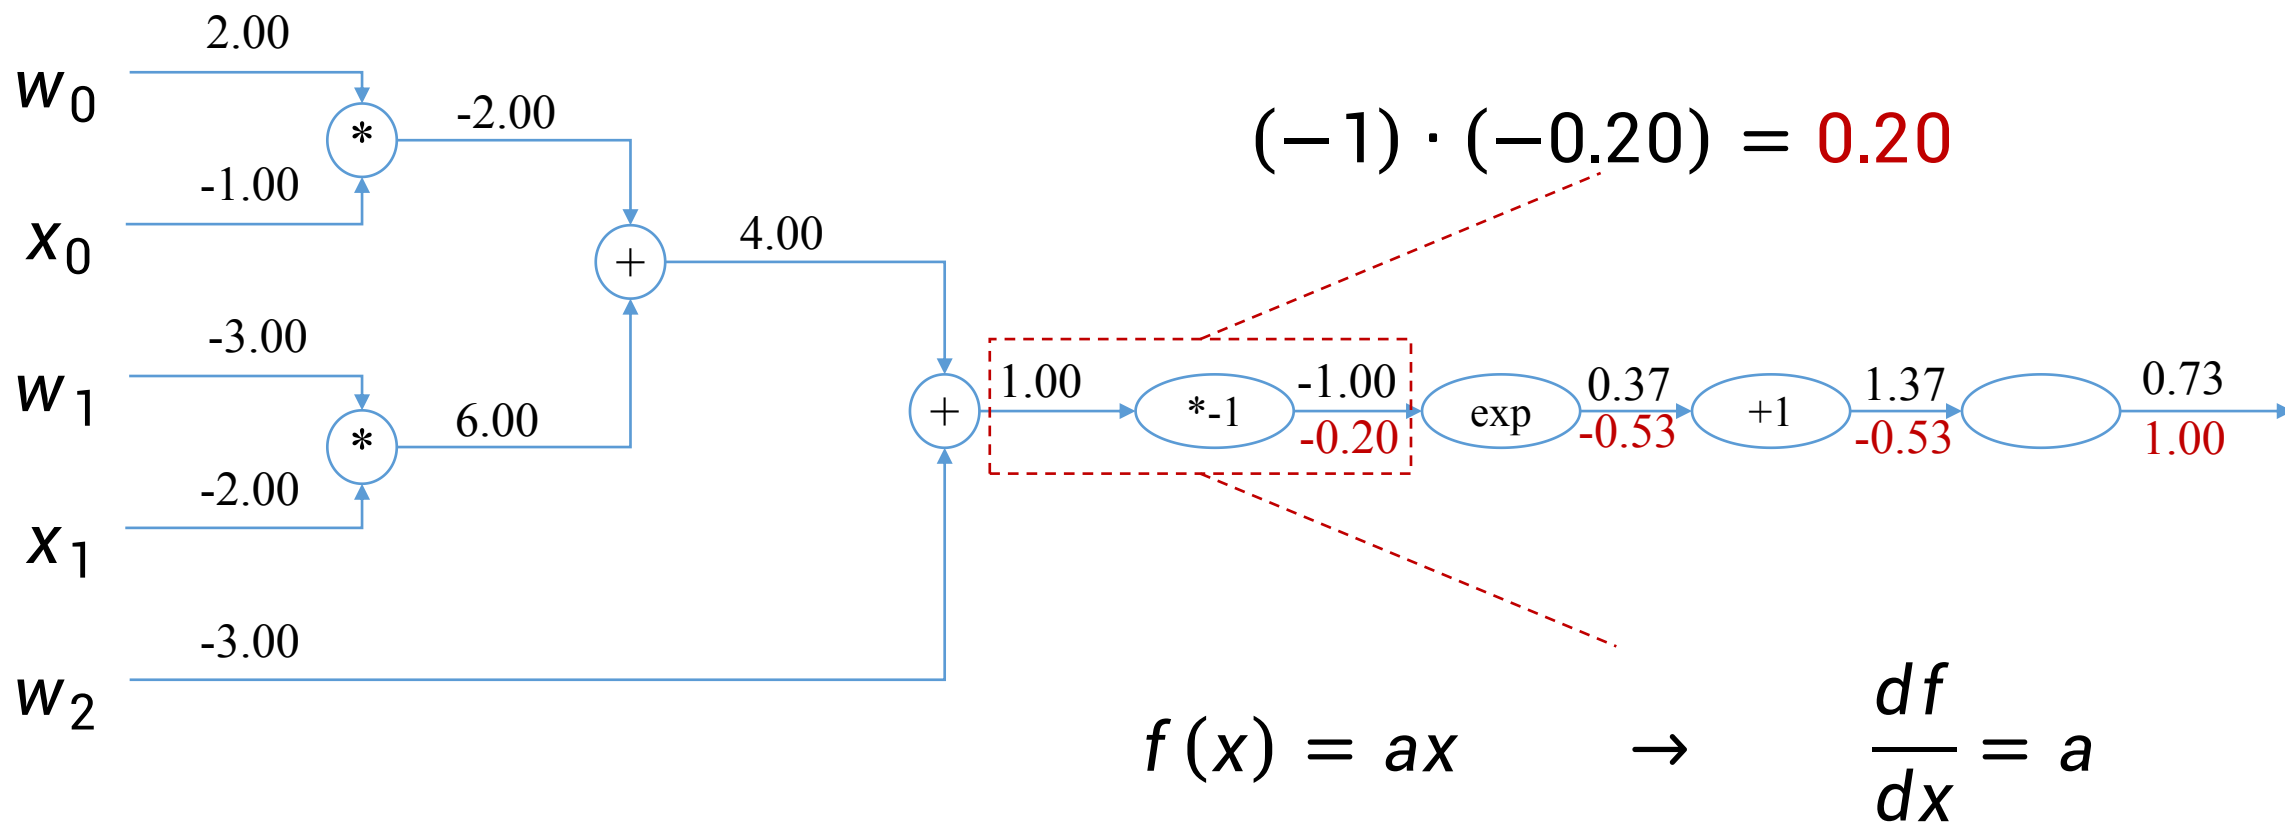 2.00
w0
*
-2.00
(−1) · (−0.20) = 0.20
-1.00
x0
+
4.00
-3.00
w1
*
6.00
-2.00
x1
+
1.00
*-1
-1.00
-0.20
exp
0.37
-0.53
+1
1.37
-0.53
0.73
1.00
-3.00
w2
f(x) = ax → df/dx = a